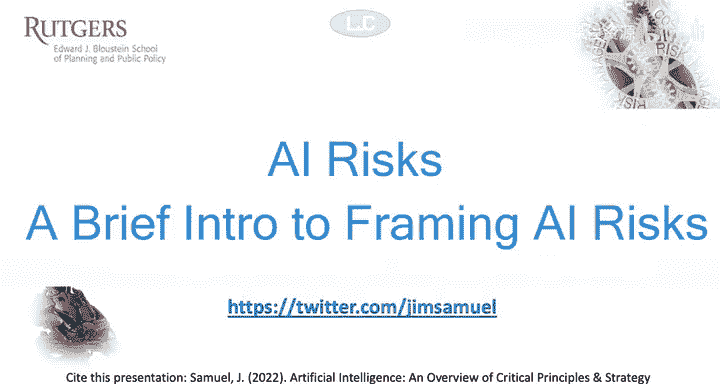 RUTGERS
Edward J. Bloustein School
of Planning and Public Policy
RISK
AI Risks
A Brief Intro to Framing AI Risks
https://twitter.com/jimsamuel
Cite this presentation: Samuel, J. (2022). Artificial Intelligence: An Overview of Critical Principles & Strategy